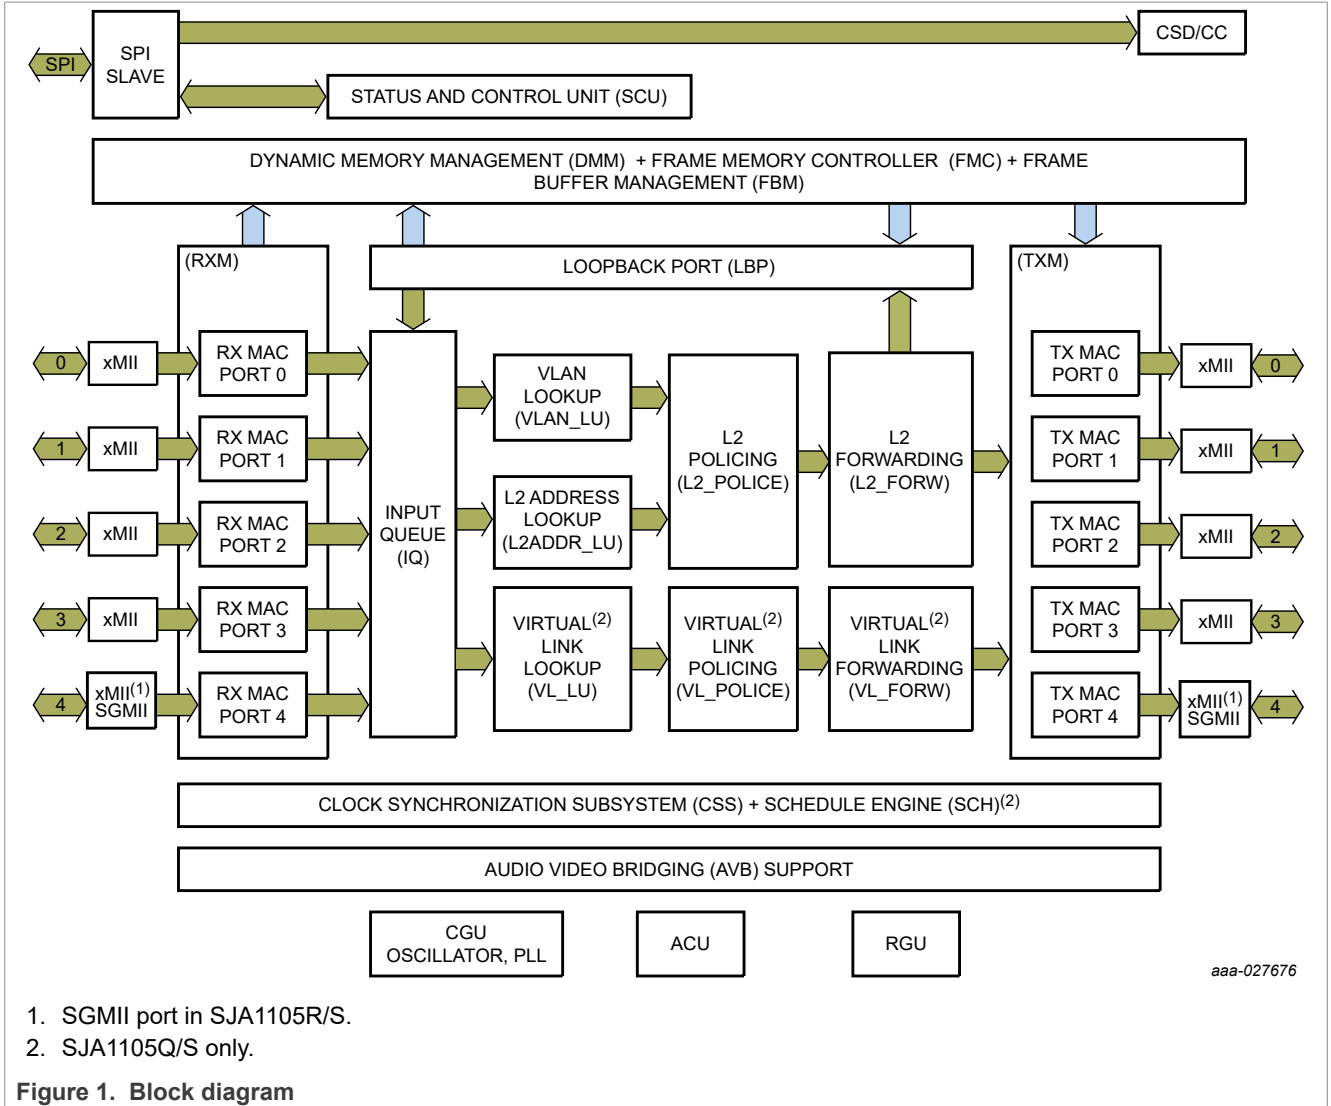 SPI
SPI
SLAVE
CSD/CC
STATUS AND CONTROL UNIT (SCU)
DYNAMIC MEMORY MANAGEMENT (DMM) + FRAME MEMORY CONTROLLER (FMC) + FRAME
BUFFER MANAGEMENT (FBM)
(RXM)
LOOPBACK PORT (LBP)
(TXM)
0
xMII
RX MAC
PORT 0
1
xMII
RX MAC
PORT 1
2
xMII
RX MAC
PORT 2
3
xMII
RX MAC
PORT 3
4
xMII(1)
SGMII
RX MAC
PORT 4
INPUT
QUEUE
(IQ)
VLAN
LOOKUP
(VLAN_LU)
L2 ADDRESS
LOOKUP
(L2ADDR_LU)
VIRTUAL(2)
LINK
LOOKUP
(VL_LU)
L2
POLICING
(L2_POLICE)
VIRTUAL(2)
LINK
POLICING
(VL_POLICE)
L2
FORWARDING
(L2_FORW)
VIRTUAL(2)
LINK
FORWARDING
(VL_FORW)
TX MAC
PORT 0
xMII
0
TX MAC
PORT 1
xMII
1
TX MAC
PORT 2
xMII
2
TX MAC
PORT 3
xMII
3
TX MAC
PORT 4
xMII(1)
SGMII
4
CLOCK SYNCHRONIZATION SUBSYSTEM (CSS) + SCHEDULE ENGINE (SCH)(2)
AUDIO VIDEO BRIDGING (AVB) SUPPORT
CGU
OSCILLATOR, PLL
ACU
RGU
aaa-027676
1. SGMII port in SJA1105R/S.
2. SJA1105Q/S only.
Figure 1. Block diagram